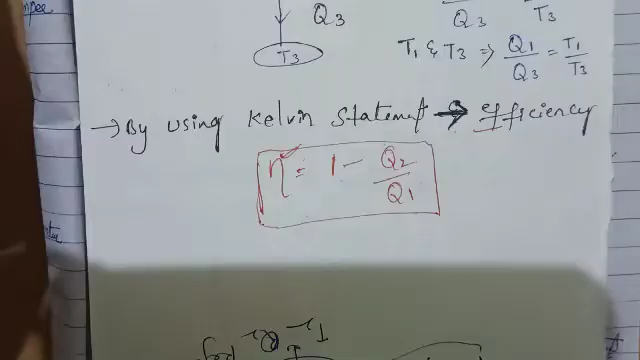 Q3
T3
Q3 T3
T1 & T3 ⇒ Q1/Q3 = T1/T3
→ By using Kelvin Statement → efficiency
η = 1 - Q2/Q1